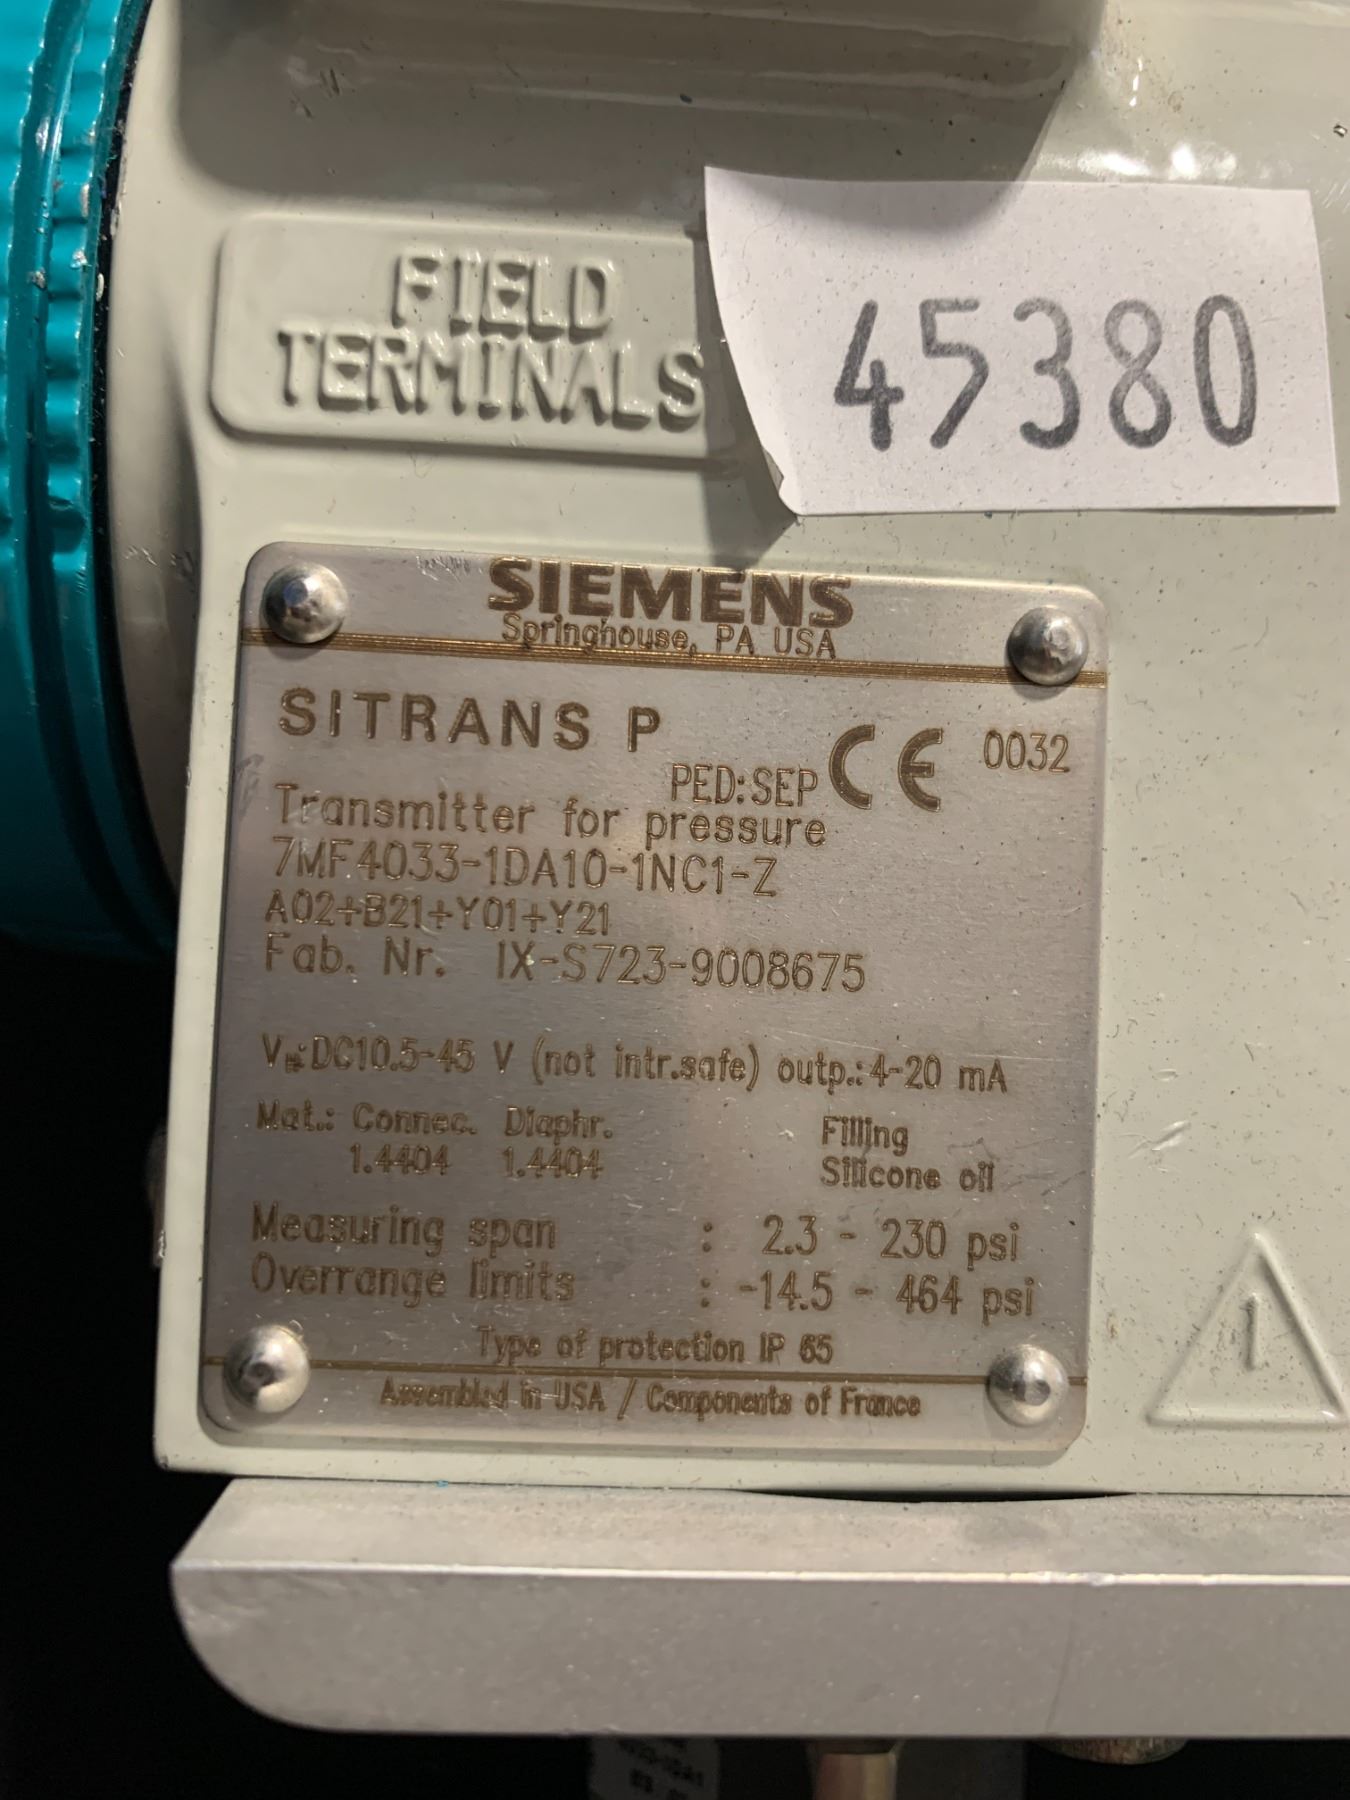 FIELD
TERMINALS
45380
SIEMENS
Springhouse, PA USA
SITRANS P
PED:SEP CE 0032
Transmitter for pressure
7MF4033-1DA10-1NC1-Z
A02+B21+Y01+Y21
Fab. Nr. IX-S723-9008675
VH:DC10.5-45 V (not intr.safe) outp.:4-20 mA
Mat.: Connec. Diaphr. Filling
1.4404 1.4404 Silicone oil
Measuring span : 2.3 - 230 psi
Overrange limits : -14.5 - 464 psi
Type of protection IP 65
Assembled in USA / Components of France
1